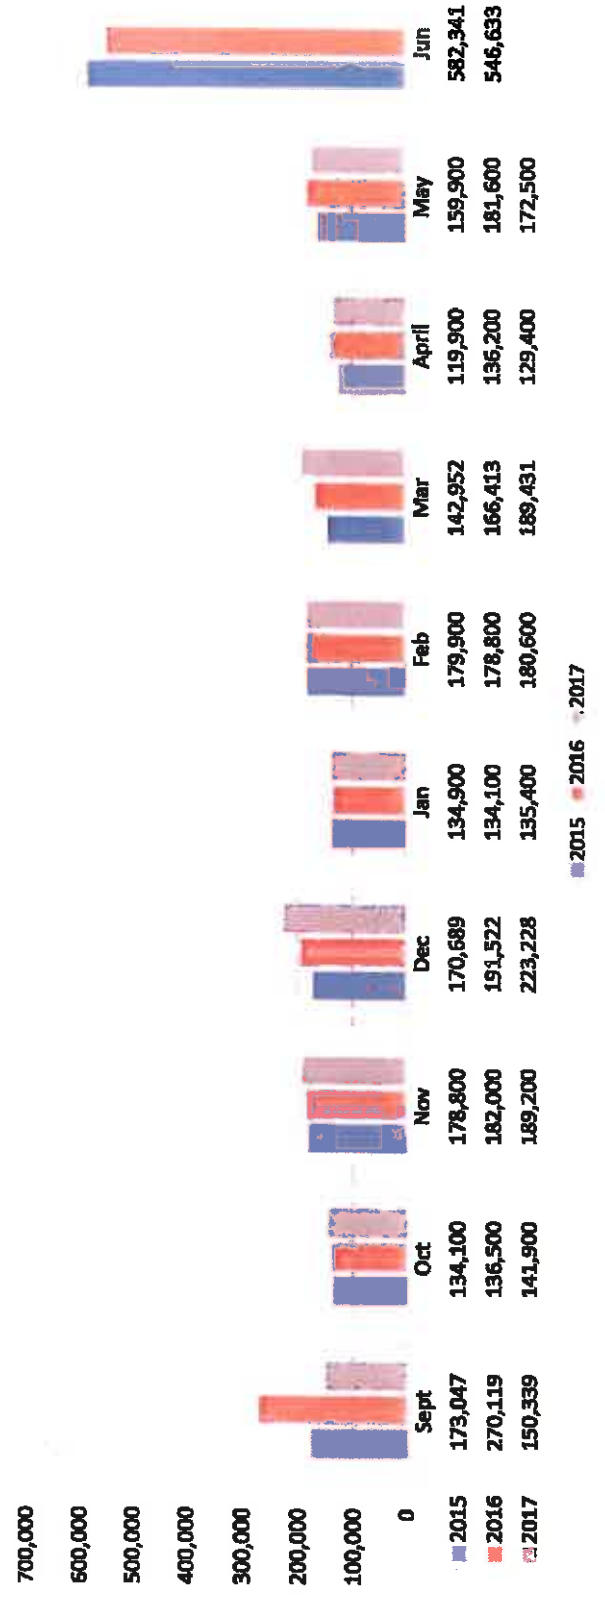 700,000
600,000
500,000
400,000
300,000
200,000
100,000
0
Sept Oct Nov Dec Jan Feb Mar April May Jun
2015 173,047 134,100 178,800 170,689 134,900 179,900 142,952 119,900 159,900 582,341
2016 270,119 136,500 182,000 191,522 134,100 178,800 166,413 136,200 181,600 546,633
2017 150,339 141,900 189,200 223,228 135,400 180,600 189,431 129,400 172,500
2015 2016 2017